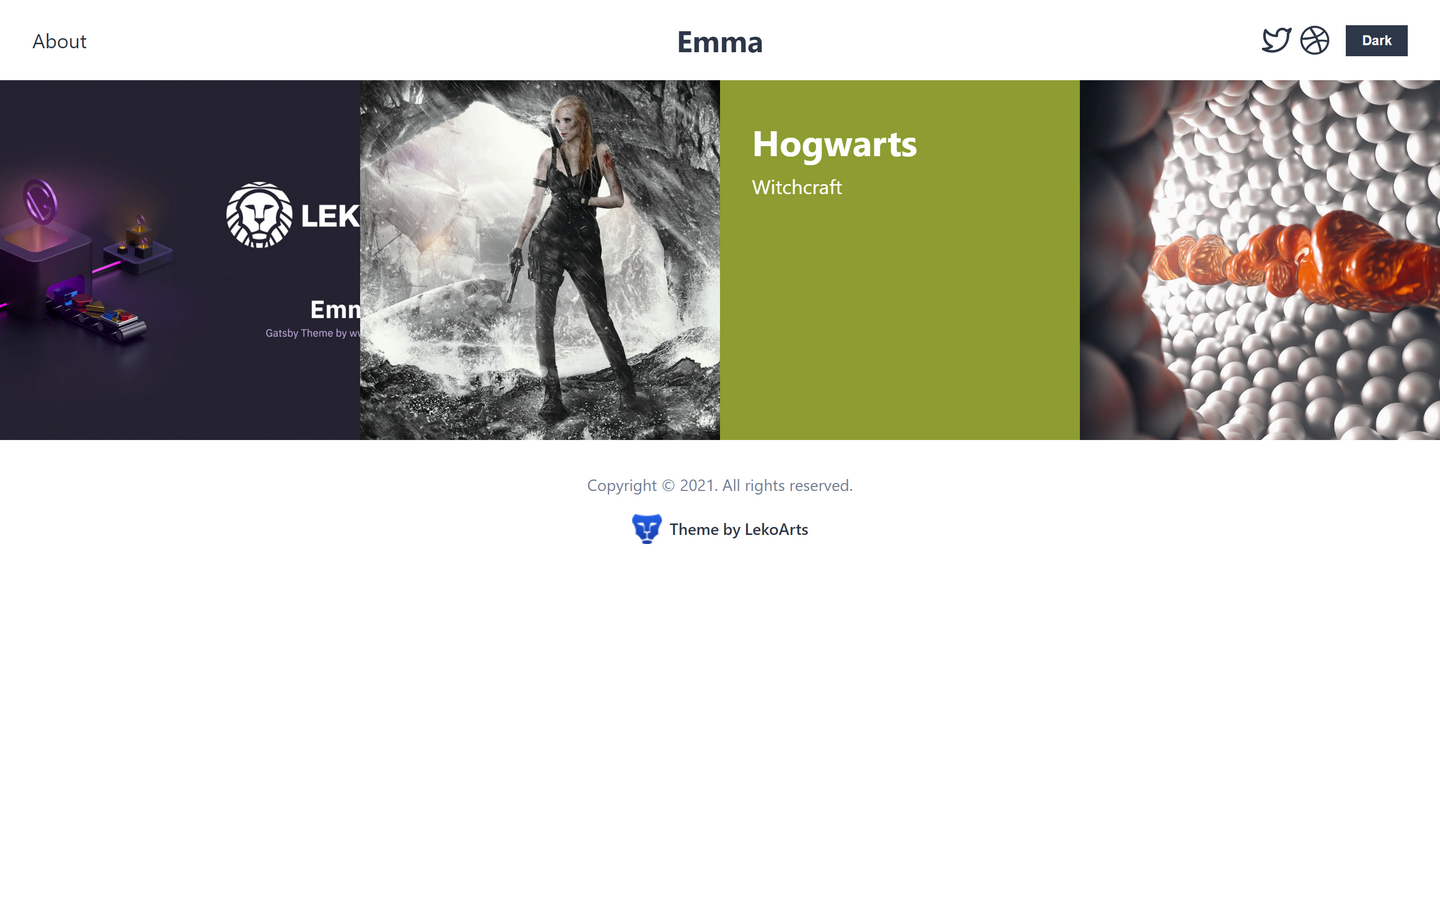 About
Emma
Dark
LEK
Emm
Gatsby Theme by
Hogwarts
Witchcraft
Copyright © 2021. All rights reserved.
Theme by LekoArts